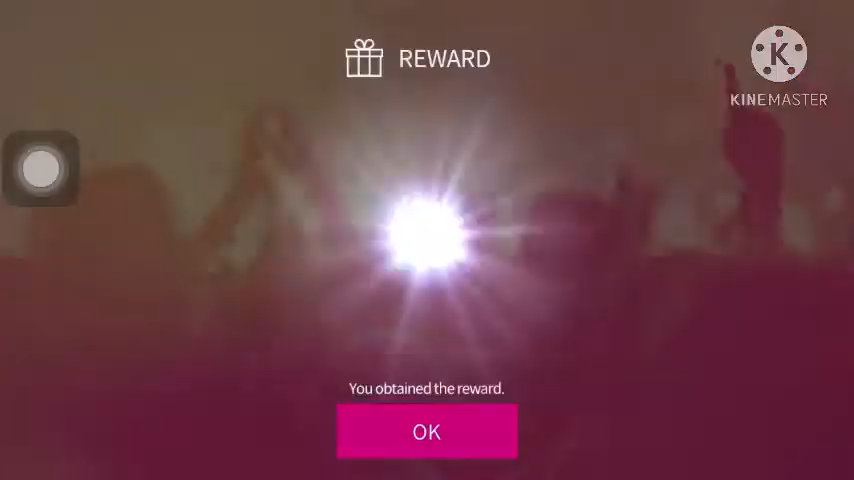 REWARD
K
KINEMASTER
You obtained the reward.
OK